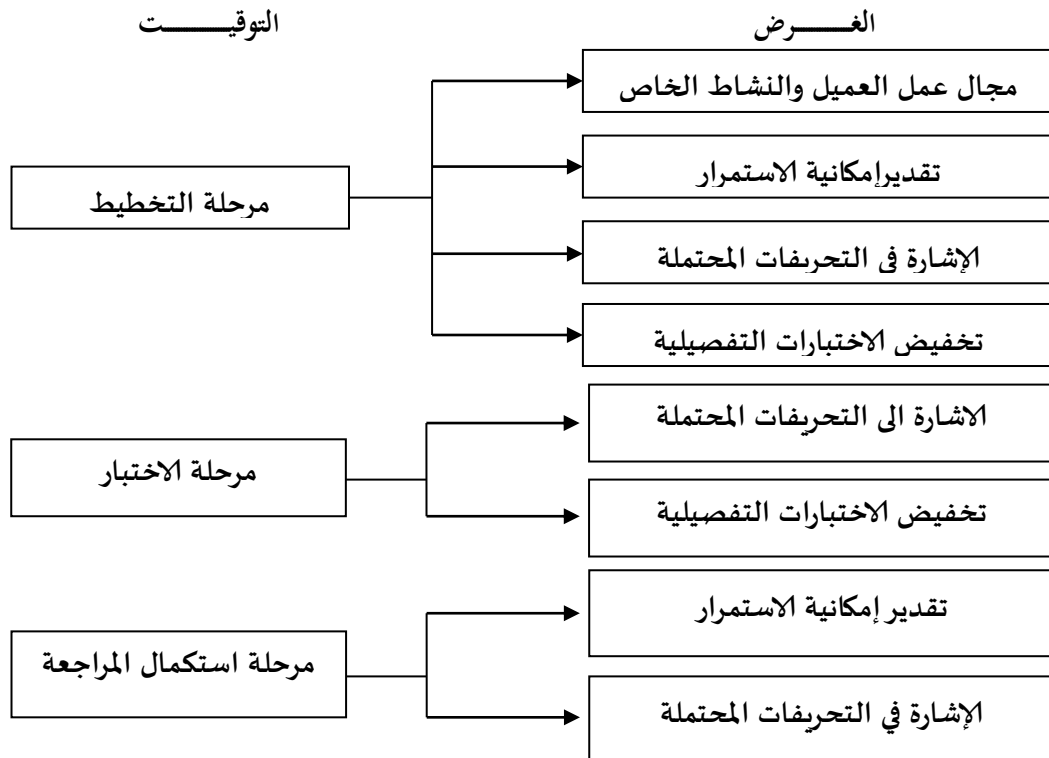 الغــــــرض
التوقيــــــت
مجال عمل العميل والنشاط الخاص
تقديرإمكانية الاستمرار
مرحلة التخطيط
الإشارة في التحريفات المحتملة
تخفيض الاختبارات التفصيلية
الاشارة الى التحريفات المحتملة
مرحلة الاختبار
تخفيض الاختبارات التفصيلية
تقدير إمكانية الاستمرار
مرحلة استكمال المراجعة
الإشارة في التحريفات المحتملة